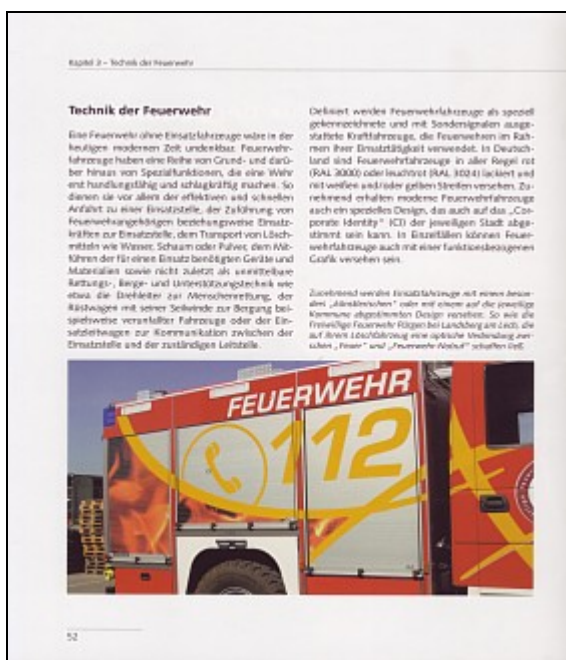 Kapitel 3 – Technik der Feuerwehr
Technik der Feuerwehr
Eine Feuerwehr ohne Einsatzfahrzeuge wäre in der
heutigen modernen Zeit undenkbar. Feuerwehr-
fahrzeuge haben eine Reihe von Grund- und darü-
ber hinaus von Spezialfunktionen, die eine Wehr
erst handlungsfähig und schlagkräftig machen. So
dienen sie vor allem der effektiven und schnellen
Anfahrt zu einer Einsatzstelle, der Zuführung von
Feuerwehrangehörigen beziehungsweise Einsatz-
kräften zur Einsatzstelle, dem Transport von Lösch-
mitteln wie Wasser, Schaum oder Pulver, dem Mit-
führen der für einen Einsatz benötigten Geräte und
Materialien sowie nicht zuletzt als unmittelbare
Rettungs-, Berge- und Unterstützungstechnik wie
etwa die Drehleiter zur Menschenrettung, der
Rüstwagen mit seiner Seilwinde zur Bergung bei-
spielsweise verunfallter Fahrzeuge oder der Ein-
satzleitwagen zur Kommunikation zwischen der
Einsatzstelle und der zuständigen Leitstelle.
Definiert werden Feuerwehrfahrzeuge als speziell
gekennzeichnete und mit Sondersignalen ausge-
stattete Kraftfahrzeuge, die Feuerwehren im Rah-
men ihrer Einsatztätigkeit verwendet. In Deutsch-
land sind Feuerwehrfahrzeuge in aller Regel rot
(RAL 3000) oder leuchtrot (RAL 3024) lackiert und
mit weißen und/oder gelben Streifen versehen. Zu-
nehmend erhalten moderne Feuerwehrfahrzeuge
auch ein spezielles Design, das auch auf das „Cor-
porate Identity" (CI) der jeweiligen Stadt abge-
stimmt sein kann. In Einzelfällen können Feuer-
wehrfahrzeuge auch mit einer funktionsbezogenen
Grafik versehen sein.
Zunehmend werden Einsatzfahrzeuge mit einem beson-
ders „künstlerischen" oder mit einem auf die jeweilige
Kommune abgestimmten Design versehen. So wie die
Freiwillige Feuerwehr Pürgen bei Landsberg am Lech, die
auf ihrem Löschfahrzeug eine optische Verbindung zwi-
schen „Feuer" und „Feuerwehr-Notruf" schaffen ließ.
FEUERWEHR
112
52